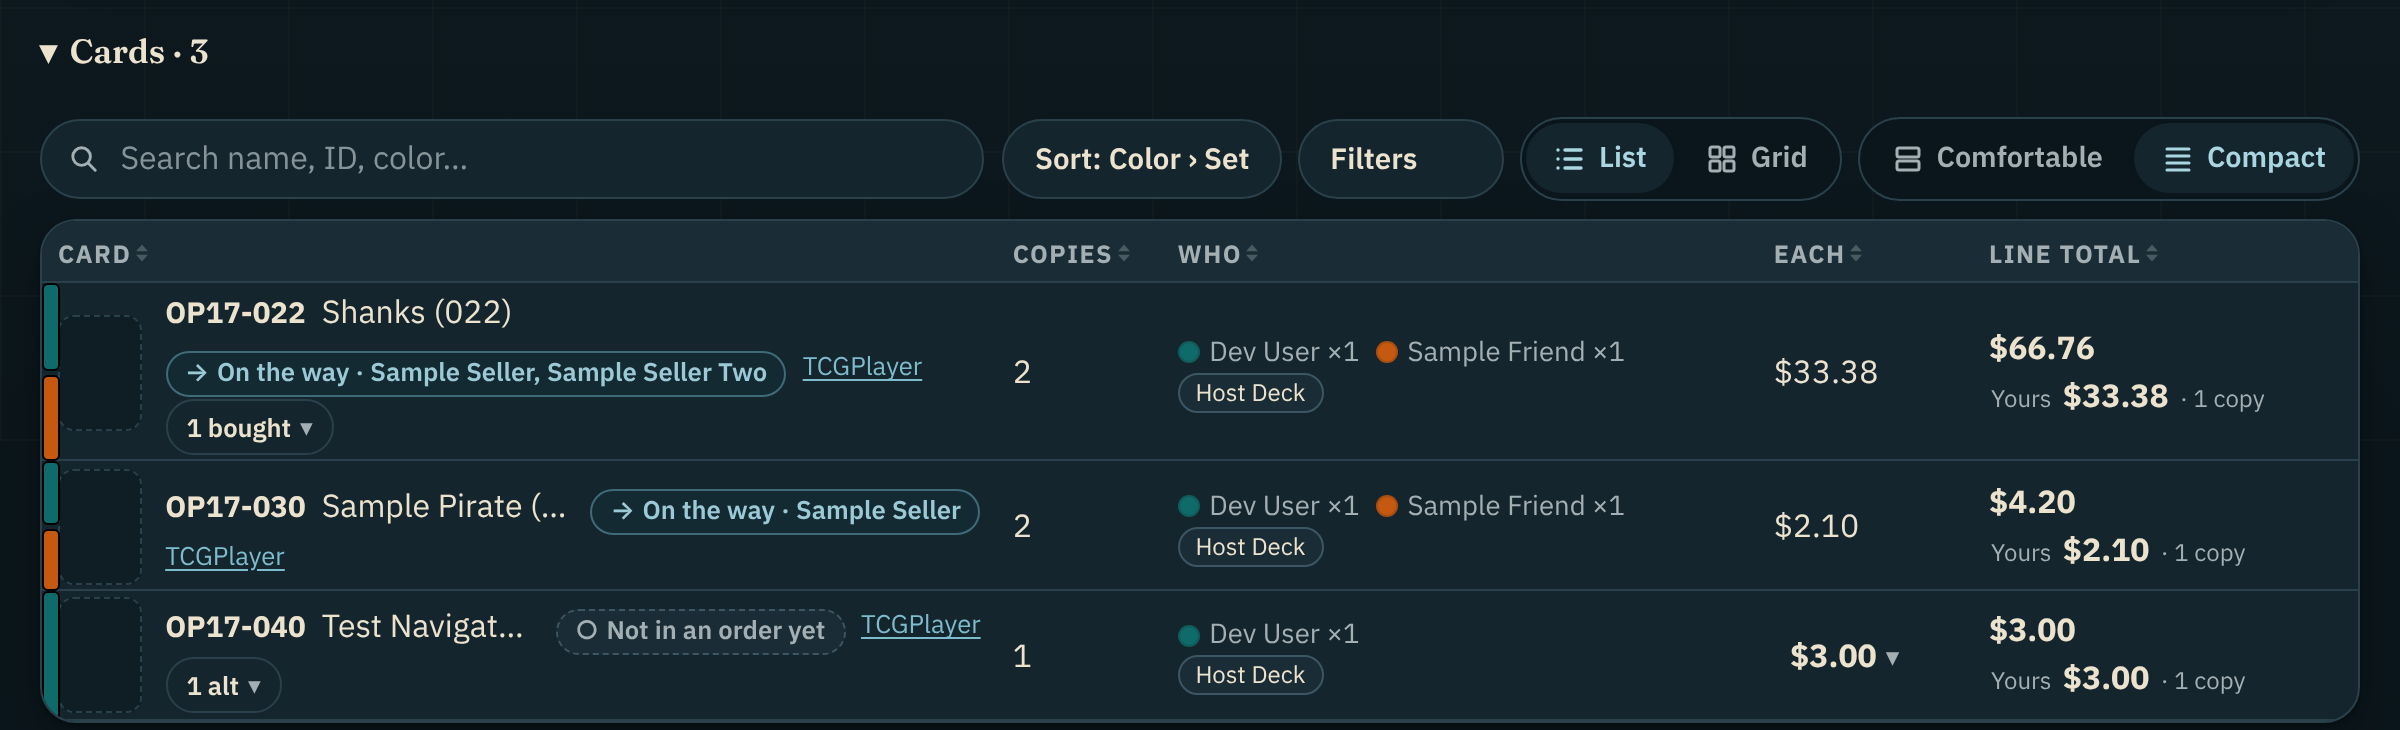 ▼ Cards · 3
Search name, ID, color...
Sort: Color › Set
Filters
List
Grid
Comfortable
Compact
CARD COPIES WHO EACH LINE TOTAL
OP17-022 Shanks (022)
→ On the way · Sample Seller, Sample Seller Two TCGPlayer
1 bought ▼
2
Dev User ×1 Sample Friend ×1
Host Deck
$33.38
$66.76
Yours $33.38 · 1 copy
OP17-030 Sample Pirate (... → On the way · Sample Seller
TCGPlayer
2
Dev User ×1 Sample Friend ×1
Host Deck
$2.10
$4.20
Yours $2.10 · 1 copy
OP17-040 Test Navigat... Not in an order yet TCGPlayer
1 alt ▼
1
Dev User ×1
Host Deck
$3.00 ▼
$3.00
Yours $3.00 · 1 copy